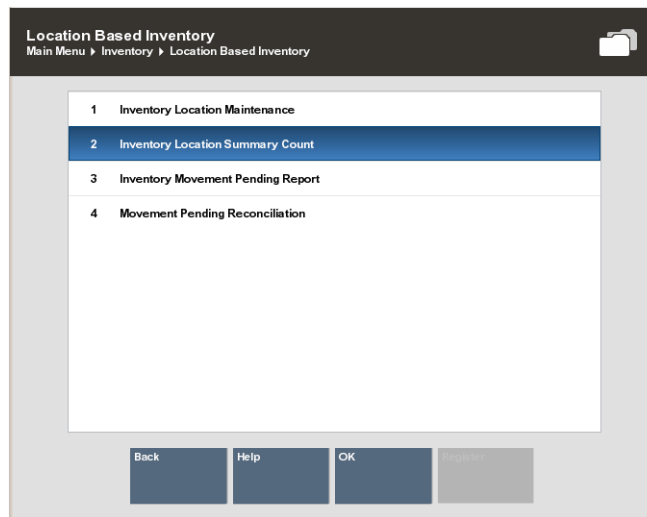 Location Based Inventory
Main Menu ▸ Inventory ▸ Location Based Inventory
1 Inventory Location Maintenance
2 Inventory Location Summary Count
3 Inventory Movement Pending Report
4 Movement Pending Reconciliation
Back Help OK Register